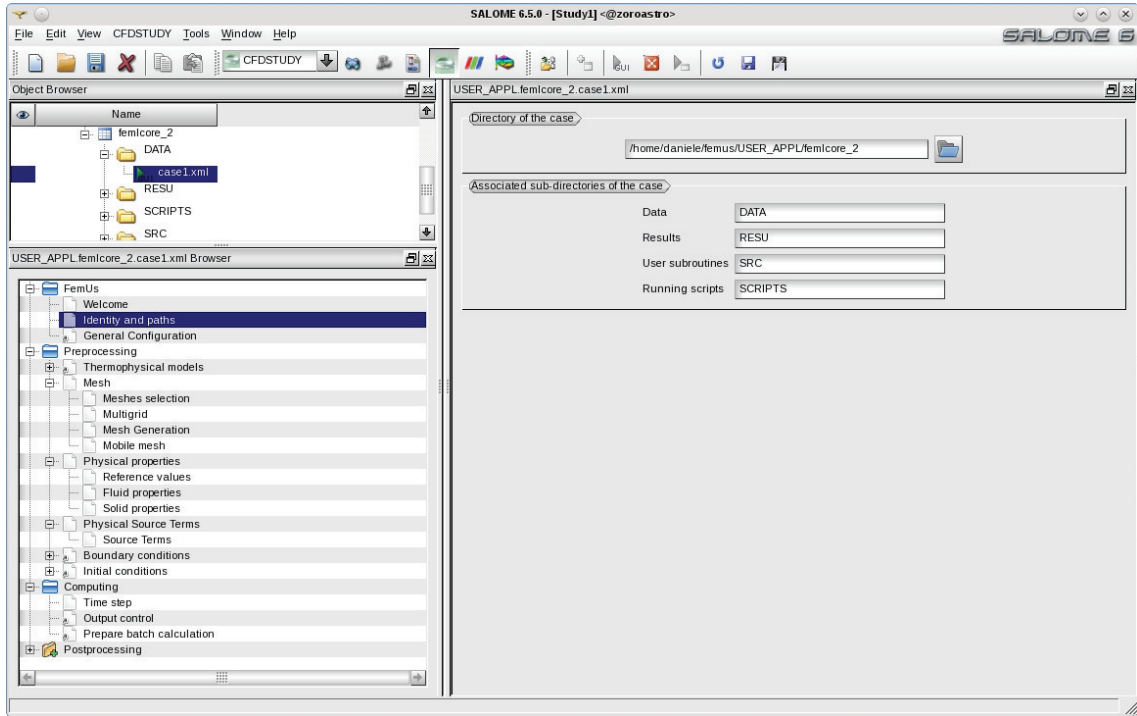 SALOME 6.5.0 - [Study1] <@zoroastro>
File Edit View CFDSTUDY Tools Window Help
SALOME 6
CFDSTUDY
GUI
Object Browser
Name
femlcore_2
DATA
case1.xml
RESU
SCRIPTS
SRC
USER_APPL.femlcore_2.case1.xml Browser
FemUs
Welcome
Identity and paths
General Configuration
Preprocessing
Thermophysical models
Mesh
Meshes selection
Multigrid
Mesh Generation
Mobile mesh
Physical properties
Reference values
Fluid properties
Solid properties
Physical Source Terms
Source Terms
Boundary conditions
Initial conditions
Computing
Time step
Output control
Prepare batch calculation
Postprocessing
USER_APPL.femlcore_2.case1.xml
Directory of the case
/home/daniele/femus/USER_APPL/femlcore_2
Associated sub-directories of the case
Data DATA
Results RESU
User subroutines SRC
Running scripts SCRIPTS